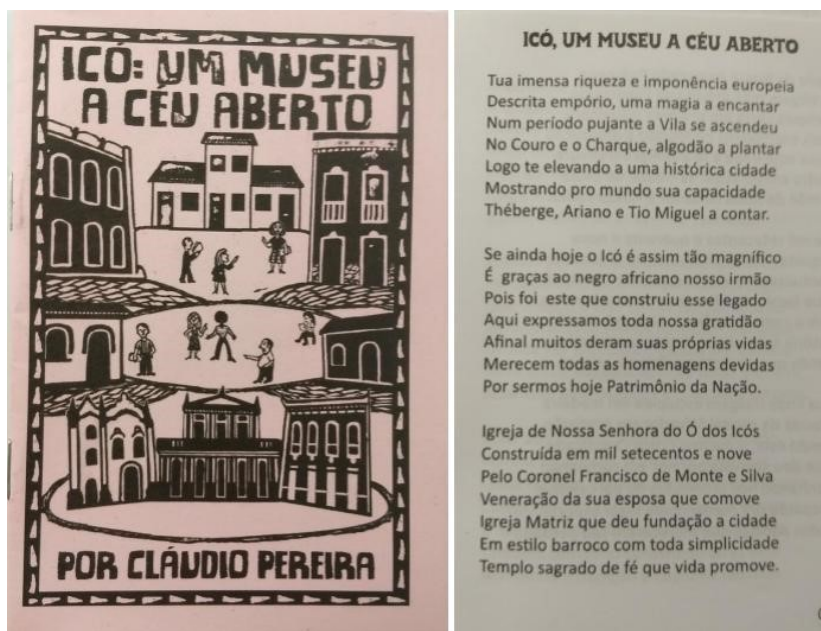 ICÓ: UM MUSEU
A CÉU ABERTO
POR CLÁUDIO PEREIRA
ICÓ, UM MUSEU A CÉU ABERTO
Tua imensa riqueza e imponência europeia
Descrita empório, uma magia a encantar
Num período pujante a Vila se ascendeu
No Couro e o Charque, algodão a plantar
Logo te elevando a uma histórica cidade
Mostrando pro mundo sua capacidade
Théberge, Ariano e Tio Miguel a contar.
Se ainda hoje o Icó é assim tão magnífico
É graças ao negro africano nosso irmão
Pois foi este que construiu esse legado
Aqui expressamos toda nossa gratidão
Afinal muitos deram suas próprias vidas
Merecem todas as homenagens devidas
Por sermos hoje Patrimônio da Nação.
Igreja de Nossa Senhora do Ó dos Icós
Construída em mil setecentos e nove
Pelo Coronel Francisco de Monte e Silva
Veneração da sua esposa que comove
Igreja Matriz que deu fundação a cidade
Em estilo barroco com toda simplicidade
Templo sagrado de fé que vida promove.